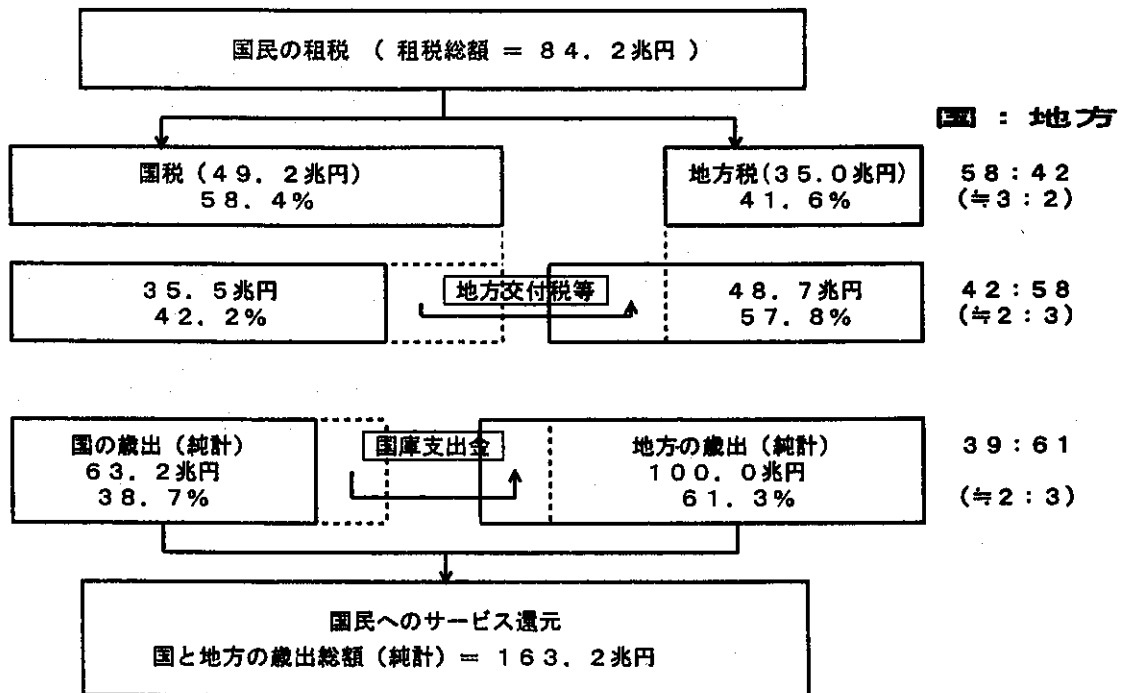 国民の租税 （ 租税総額 ＝ ８４．２兆円 ）
国 ： 地方
国税（４９．２兆円）
５８．４％
地方税（３５．０兆円）
４１．６％
５８：４２
（≒３：２）
３５．５兆円
４２．２％
地方交付税等
４８．７兆円
５７．８％
４２：５８
（≒２：３）
国の歳出（純計）
６３．２兆円
３８．７％
国庫支出金
地方の歳出（純計）
１００．０兆円
６１．３％
３９：６１
（≒２：３）
国民へのサービス還元
国と地方の歳出総額（純計）＝ １６３．２兆円